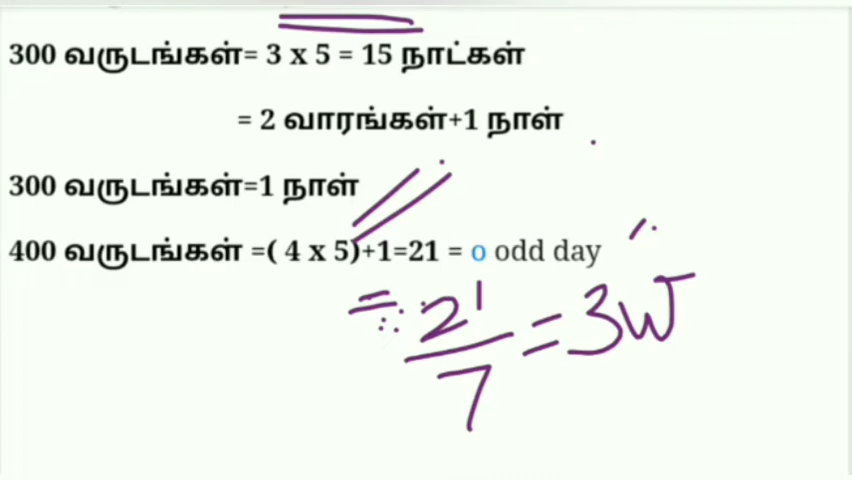 300 வருடங்கள்= 3 x 5 = 15 நாட்கள்
= 2 வாரங்கள்+1 நாள்
300 வருடங்கள்=1 நாள்
400 வருடங்கள் =( 4 x 5)+1=21 = o odd day
= 21/7 = 3w